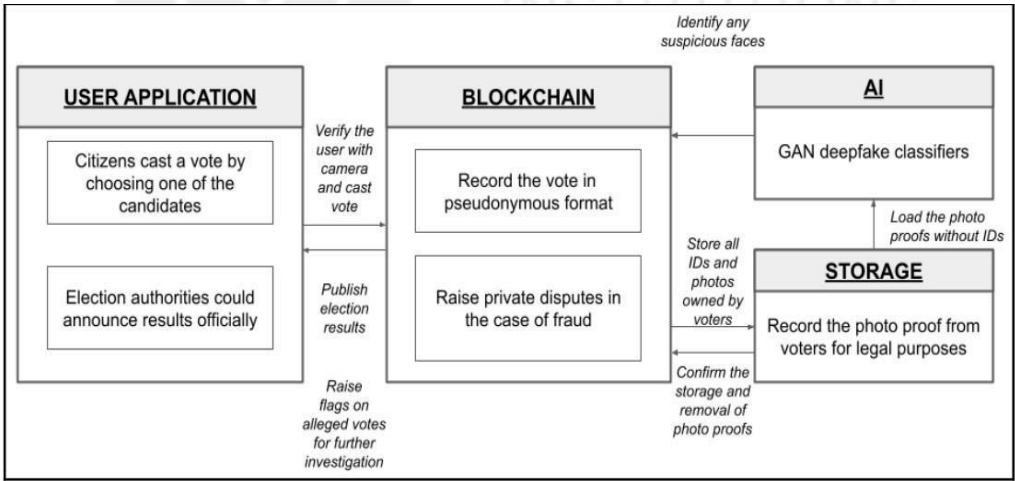 USER APPLICATION
Citizens cast a vote by
choosing one of the
candidates
Election authorities could
announce results officially
Verify the
user with
camera
and cast
vote
Publish
election
results
Raise
flags on
alleged votes
for further
investigation
BLOCKCHAIN
Record the vote in
pseudonymous format
Raise private disputes in
the case of fraud
Identify any
suspicious faces
Store all
IDs and
photos
owned by
voters
Confirm the
storage and
removal of
photo proofs
AI
GAN deepfake classifiers
Load the photo
proofs without IDs
STORAGE
Record the photo proof from
voters for legal purposes